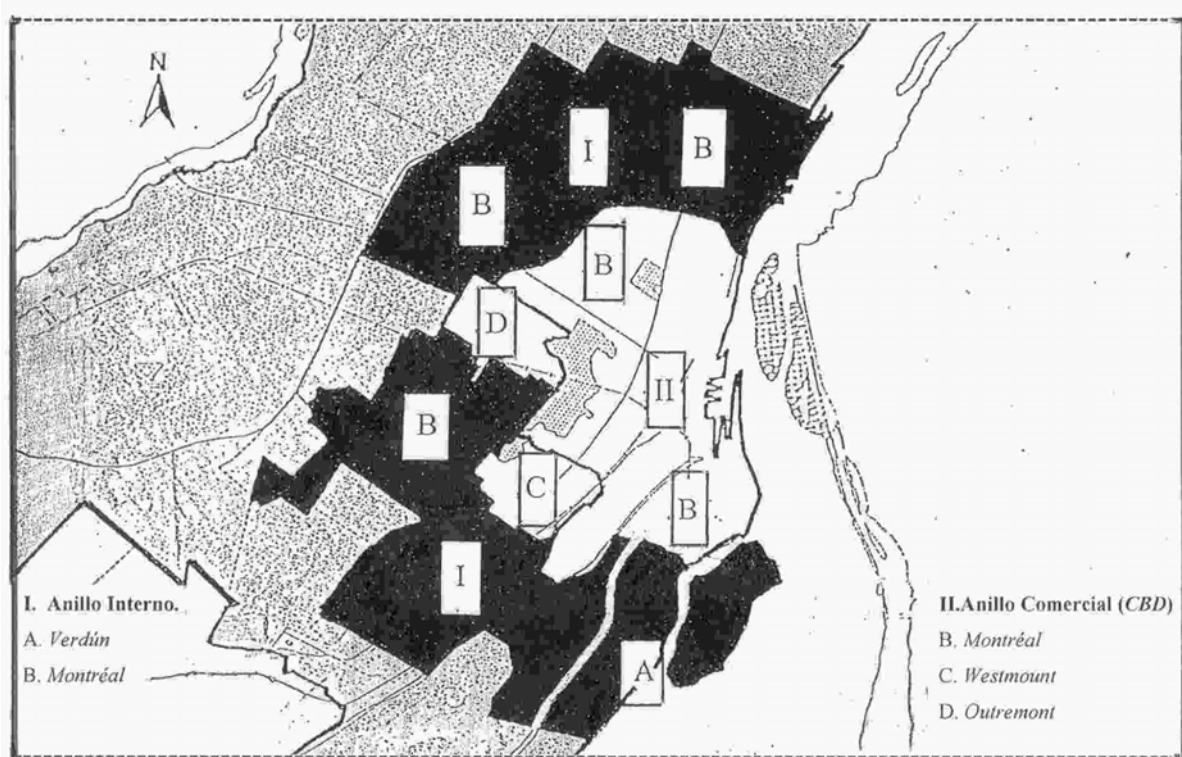 N
I
B
B
B
D
II
B
C
B
I
A
I. Anillo Interno.
A. Verdún
B. Montréal
II.Anillo Comercial (CBD)
B. Montréal
C. Westmount
D. Outremont